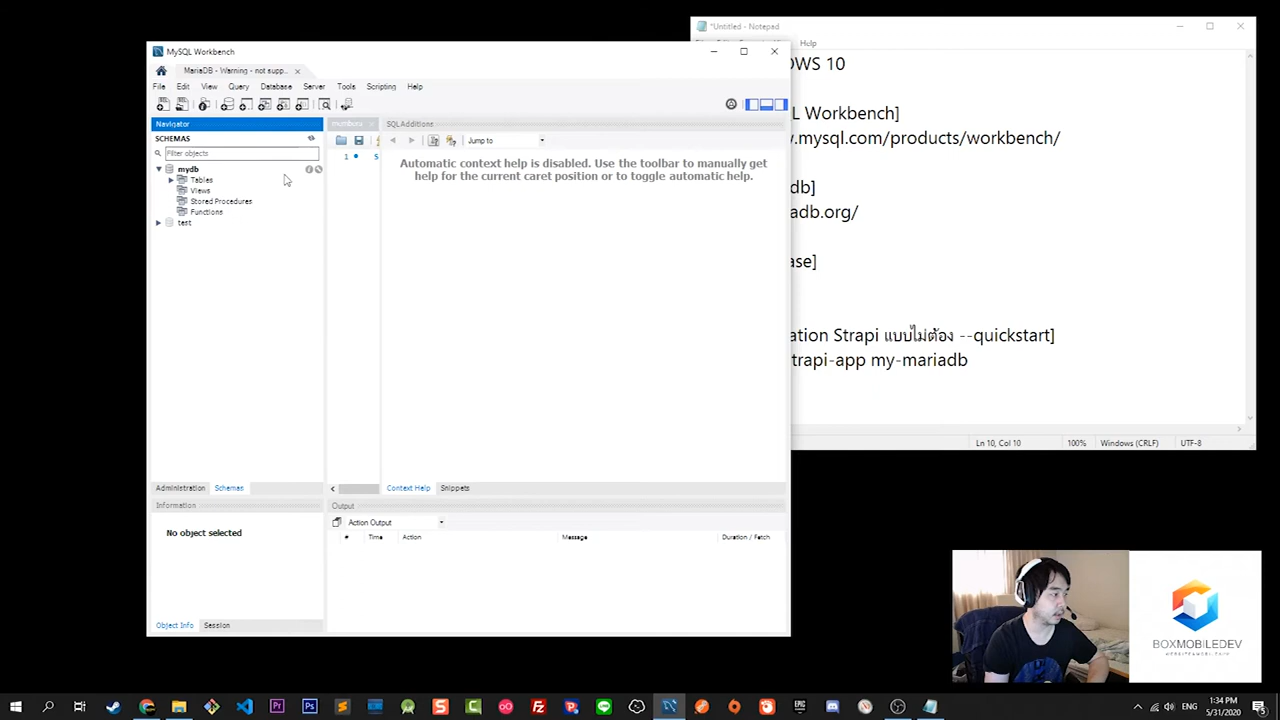 *Untitled - Notepad
Help
OWS 10
L Workbench]
w.mysql.com/products/workbench/
db]
adb.org/
ase]
ation Strapi แบบไม่ต้อง --quickstart]
strapi-app my-mariadb
Ln 10, Col 10
100%
Windows (CRLF)
UTF-8
MySQL Workbench
MariaDB - Warning - not supp...
File Edit View Query Database Server Tools Scripting Help
Navigator
SCHEMAS
Filter objects
mydb
Tables
Views
Stored Procedures
Functions
test
Administration Schemas
Information
No object selected
Object Info Session
1 S
SQL Additions
Jump to
Automatic context help is disabled. Use the toolbar to manually get
help for the current caret position or to toggle automatic help.
Context Help Snippets
Output
Action Output
# Time Action Message Duration / Fetch
BOXMOBILEDEV
ENG
1:34 PM
5/31/2020